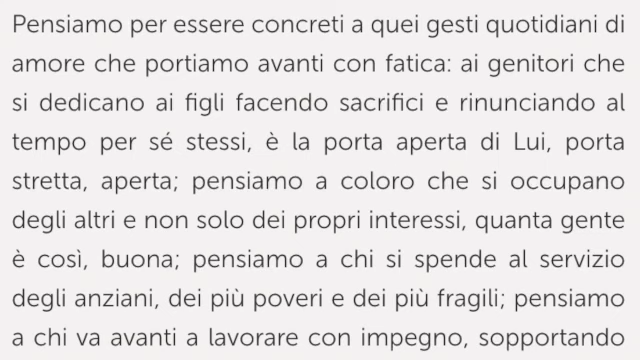 Pensiamo per essere concreti a quei gesti quotidiani di
amore che portiamo avanti con fatica: ai genitori che
si dedicano ai figli facendo sacrifici e rinunciando al
tempo per sé stessi, è la porta aperta di Lui, porta
stretta, aperta; pensiamo a coloro che si occupano
degli altri e non solo dei propri interessi, quanta gente
è così, buona; pensiamo a chi si spende al servizio
degli anziani, dei più poveri e dei più fragili; pensiamo
a chi va avanti a lavorare con impegno, sopportando